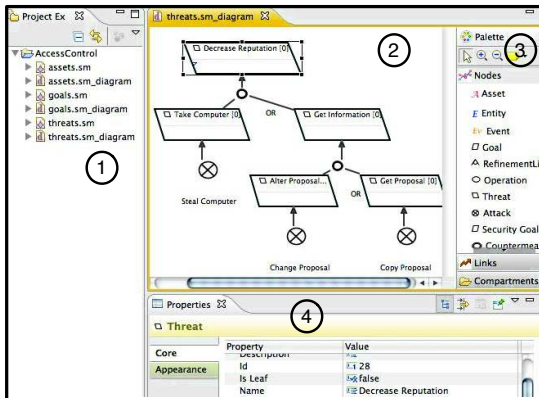 Project Ex
AccessControl
assets.sm
assets.sm_diagram
goals.sm
goals.sm_diagram
threats.sm
threats.sm_diagram
1
threats.sm_diagram
2
Decrease Reputation [0]
OR
Take Computer [0]
Get Information [0]
Steal Computer
Alter Proposal...
OR
Get Proposal [0]
Change Proposal
Copy Proposal
Palette
3
Nodes
Asset
Entity
Event
Goal
RefinementLi
Operation
Threat
Attack
Security Goal
Countermea
Links
Compartments
Properties
4
Threat
Core
Appearance
Property Value
Description
Id 28
Is Leaf false
Name Decrease Reputation